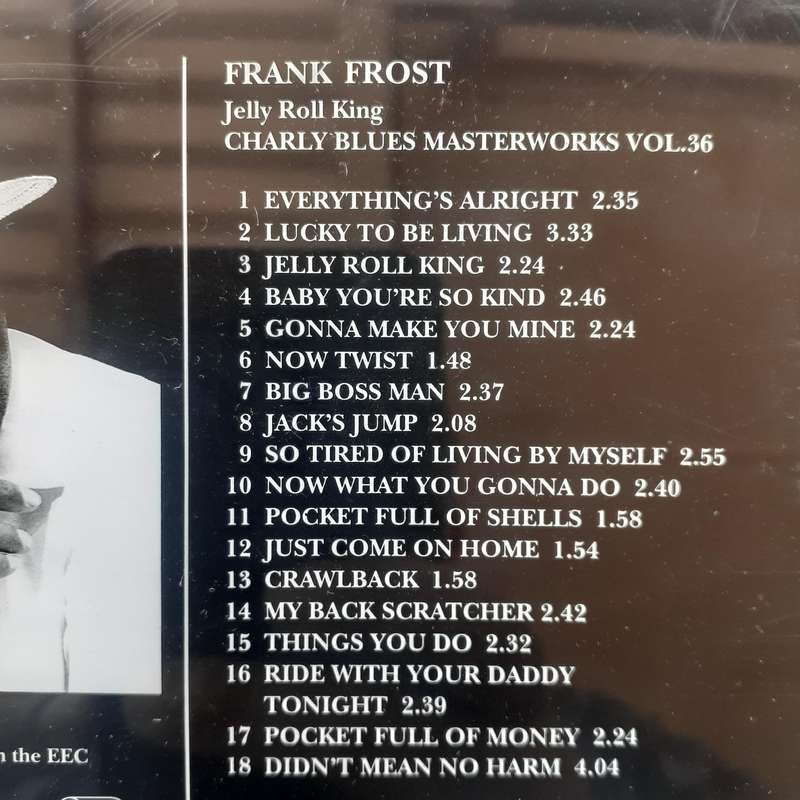 FRANK FROST
Jelly Roll King
CHARLY BLUES MASTERWORKS VOL.36
1 EVERYTHING'S ALRIGHT 2.35
2 LUCKY TO BE LIVING 3.33
3 JELLY ROLL KING 2.24
4 BABY YOU'RE SO KIND 2.46
5 GONNA MAKE YOU MINE 2.24
6 NOW TWIST 1.48
7 BIG BOSS MAN 2.37
8 JACK'S JUMP 2.08
9 SO TIRED OF LIVING BY MYSELF 2.55
10 NOW WHAT YOU GONNA DO 2.40
11 POCKET FULL OF SHELLS 1.58
12 JUST COME ON HOME 1.54
13 CRAWLBACK 1.58
14 MY BACK SCRATCHER 2.42
15 THINGS YOU DO 2.32
16 RIDE WITH YOUR DADDY
TONIGHT 2.39
17 POCKET FULL OF MONEY 2.24
18 DIDN'T MEAN NO HARM 4.04
the EEC